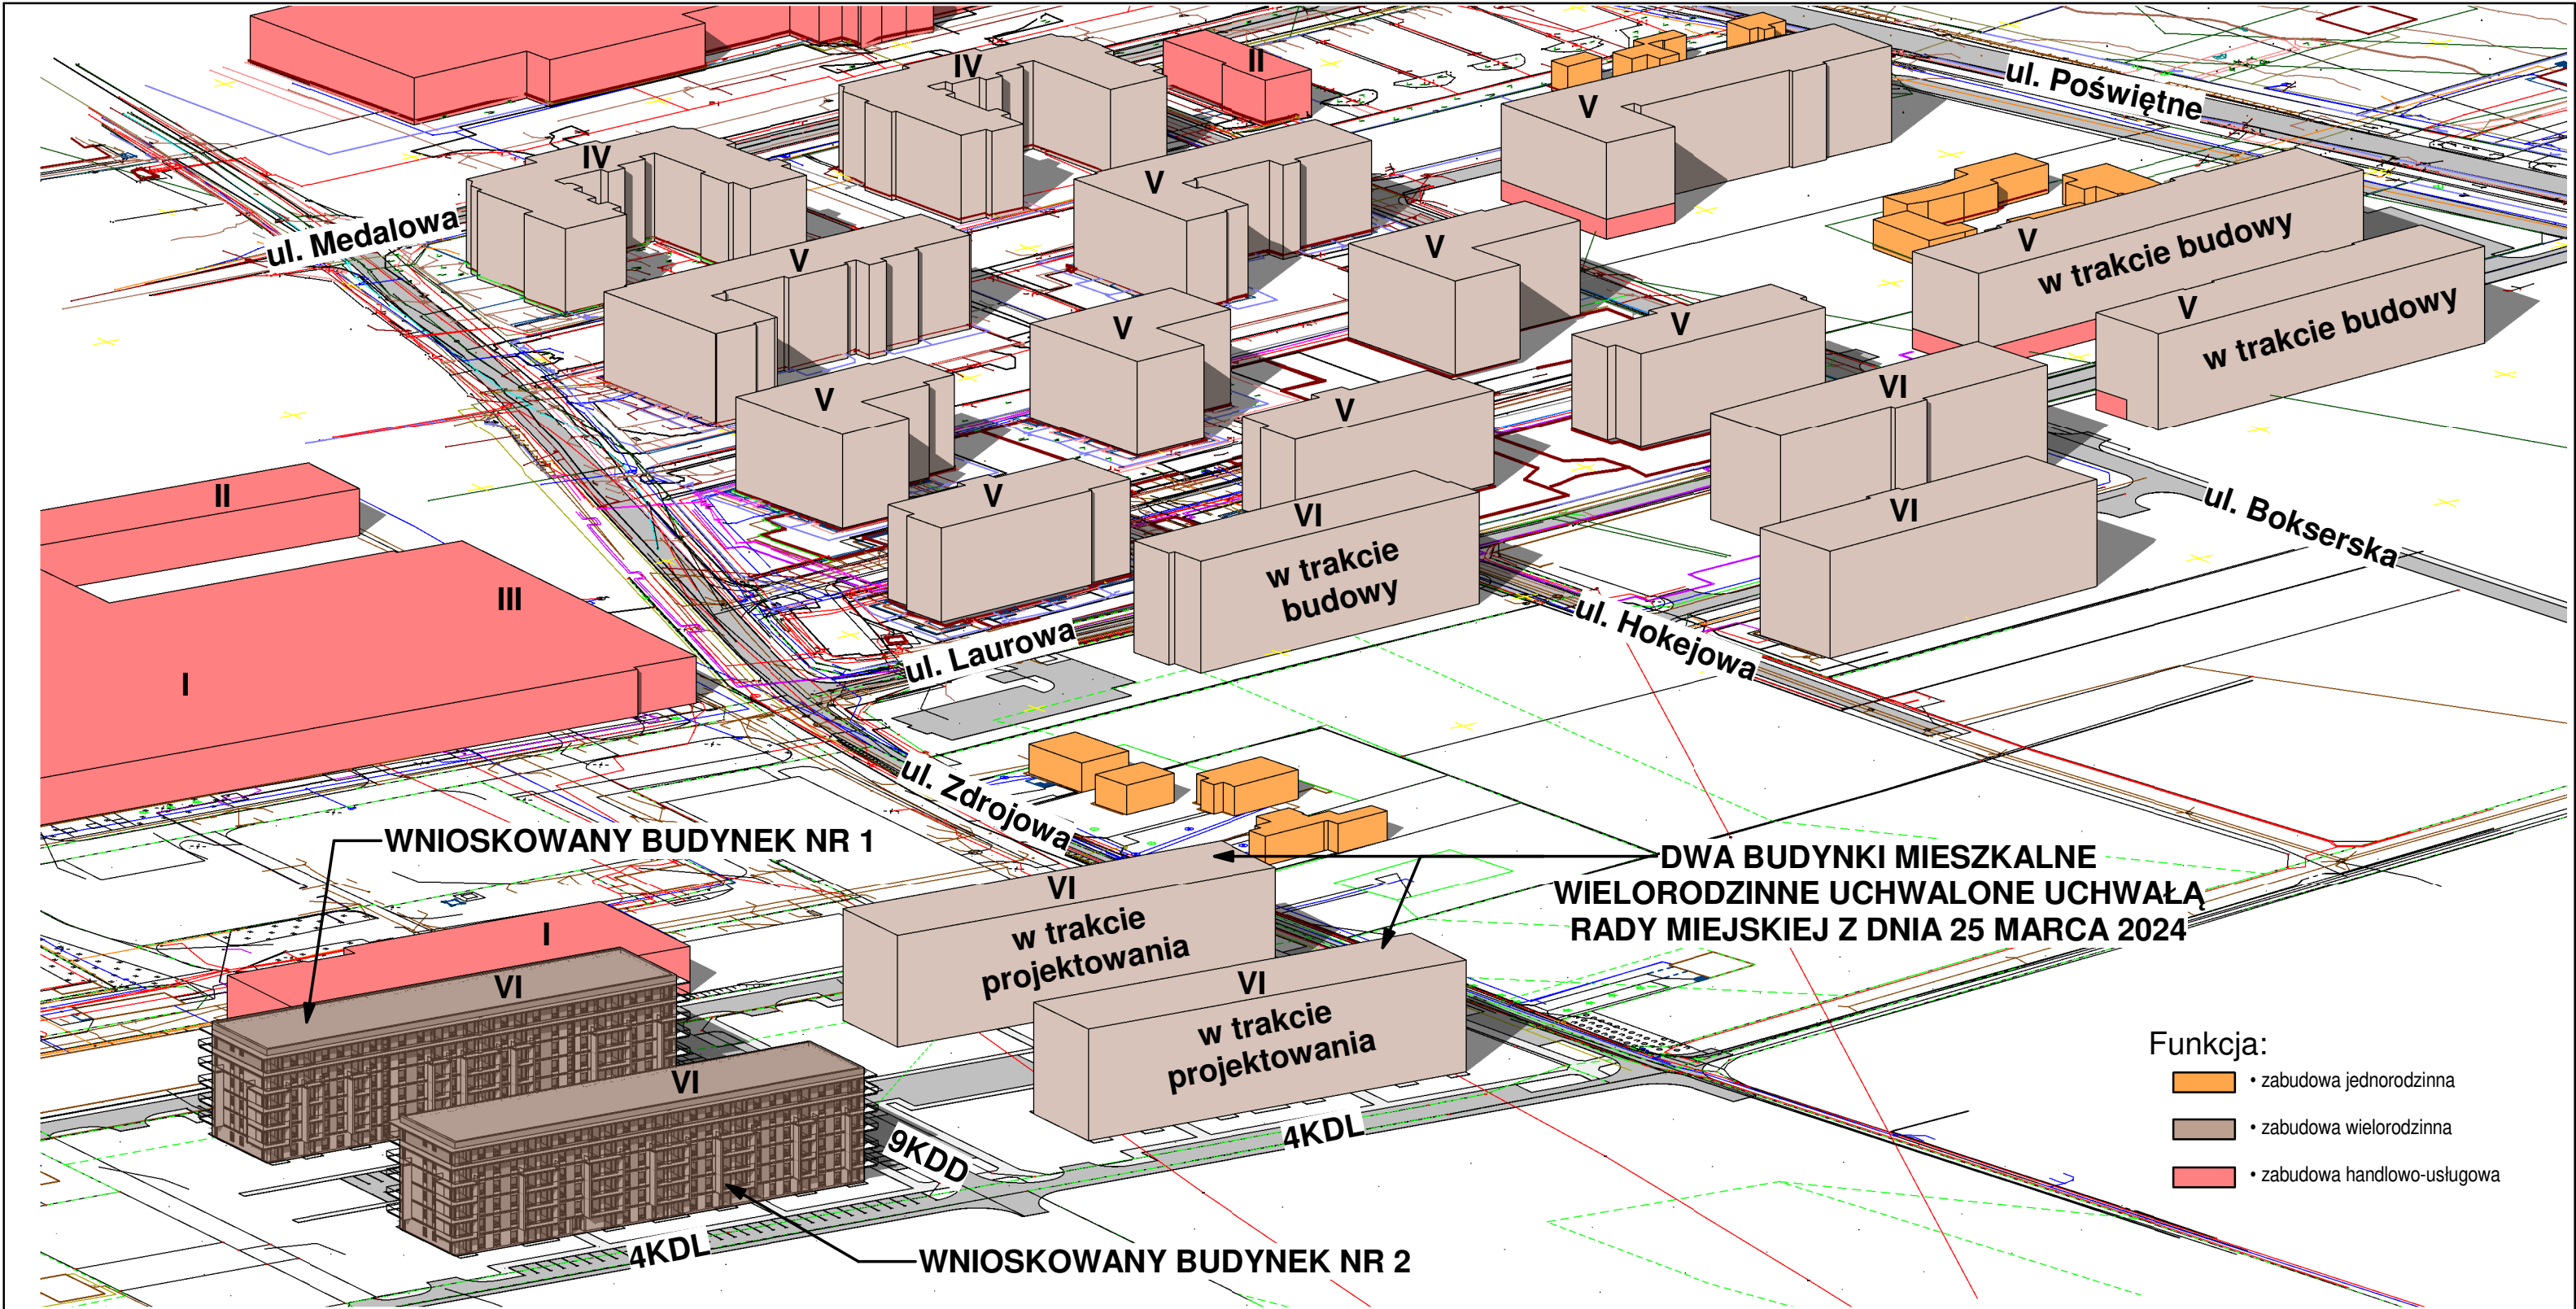 IV
II
ul. Poświętne
V
IV
V
ul. Medalowa
V
V
V
w trakcie budowy
V
w trakcie budowy
V
V
V
V
VI
II
V
VI
w trakcie
budowy
VI
ul. Bokserska
III
I
ul. Laurowa
ul. Hokejowa
ul. Zdrojowa
WNIOSKOWANY BUDYNEK NR 1
DWA BUDYNKI MIESZKALNE
WIELORODZINNE UCHWALONE UCHWAŁĄ
RADY MIEJSKIEJ Z DNIA 25 MARCA 2024
VI
w trakcie
projektowania
I
VI
VI
w trakcie
projektowania
VI
9KDD
4KDL
4KDL
WNIOSKOWANY BUDYNEK NR 2
Funkcja:
• zabudowa jednorodzinna
• zabudowa wielorodzinna
• zabudowa handlowo-usługowa